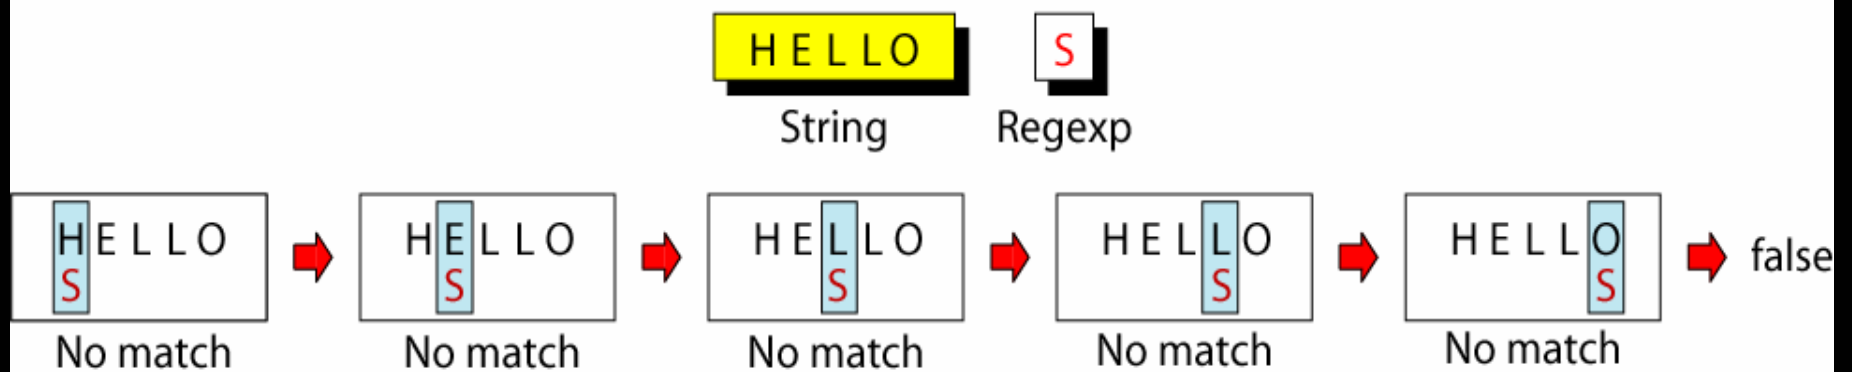 HELLO S
String Regexp
HELLO HELLO HELLO HELLO HELLO false
S S S S S
No match No match No match No match No match